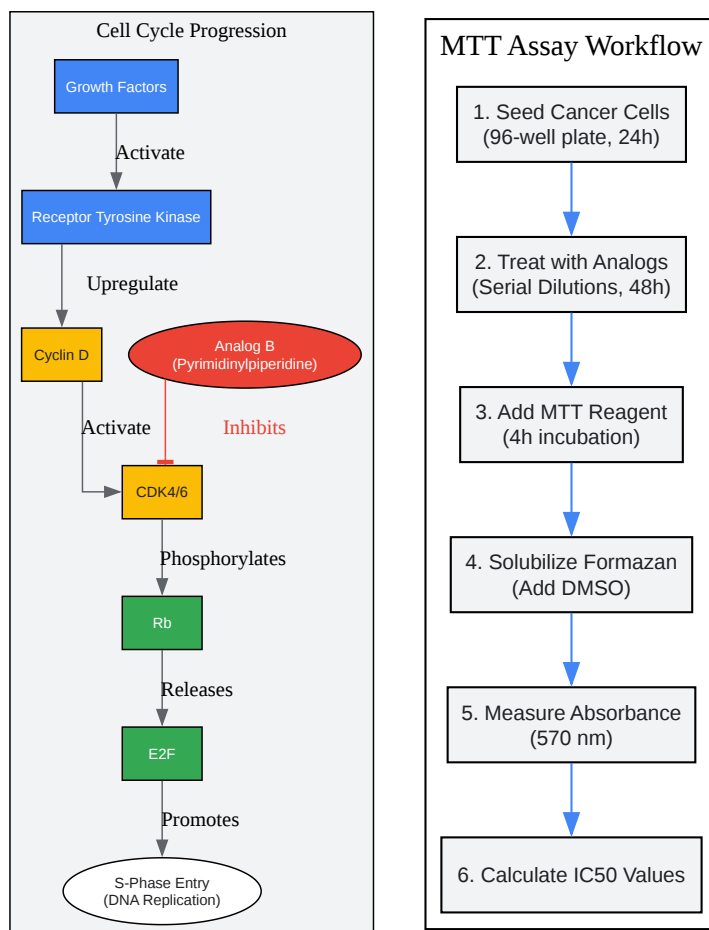 Cell Cycle Progression
Growth Factors
Activate
Receptor Tyrosine Kinase
Upregulate
Cyclin D
Analog B
(Pyrimidinylpiperidine)
Activate
Inhibits
CDK4/6
Phosphorylates
Rb
Releases
E2F
Promotes
S-Phase Entry
(DNA Replication)
MTT Assay Workflow
1. Seed Cancer Cells
(96-well plate, 24h)
2. Treat with Analogs
(Serial Dilutions, 48h)
3. Add MTT Reagent
(4h incubation)
4. Solubilize Formazan
(Add DMSO)
5. Measure Absorbance
(570 nm)
6. Calculate IC50 Values